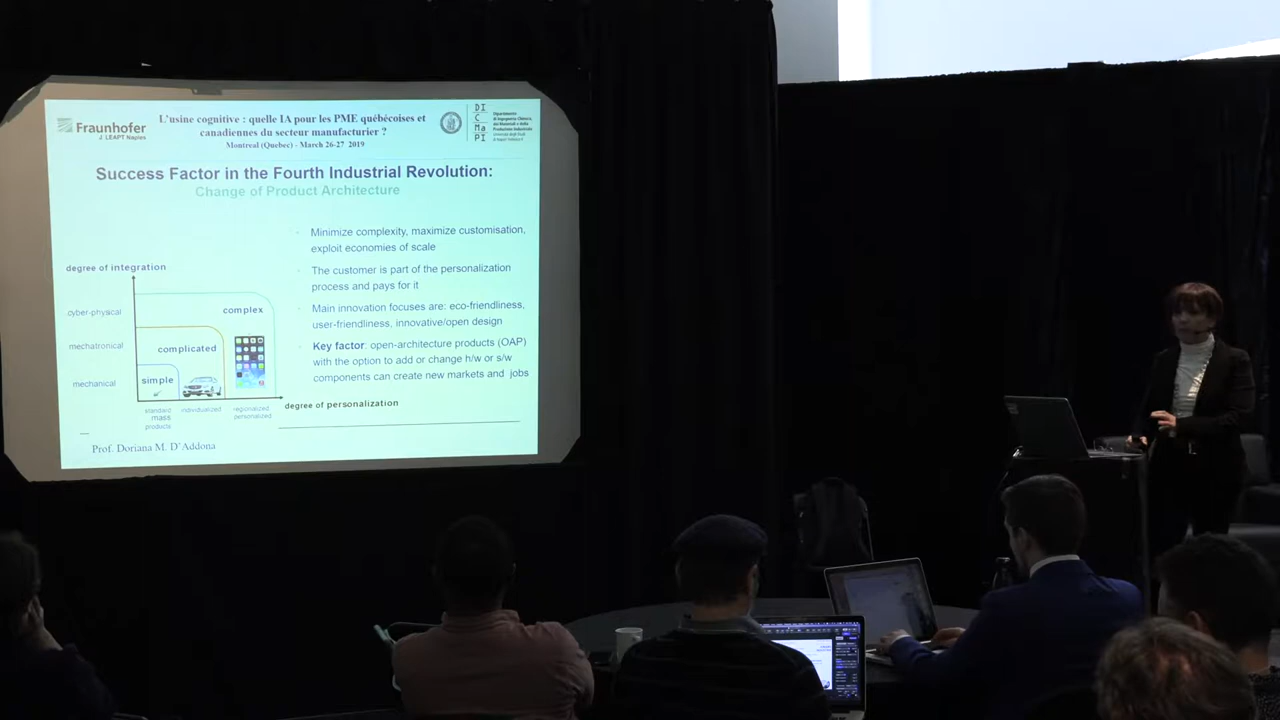 Fraunhofer
J. LEAPT Naples
L'usine cognitive : quelle IA pour les PME québécoises et
canadiennes du secteur manufacturier ?
Montreal (Quebec) - March 26-27 2019
DI
C
Ma
PI
Success Factor in the Fourth Industrial Revolution:
Change of Product Architecture
Minimize complexity, maximize customisation,
exploit economies of scale
The customer is part of the personalization
process and pays for it
Main innovation focuses are: eco-friendliness,
user-friendliness, innovative/open design
Key factor: open-architecture products (OAP)
with the option to add or change h/w or s/w
components can create new markets and jobs
degree of integration
cyber-physical
complex
mechatronical
complicated
mechanical
simple
standard
mass
products
individualized
regionalized
personalized
degree of personalization
Prof. Doriana M. D'Addona